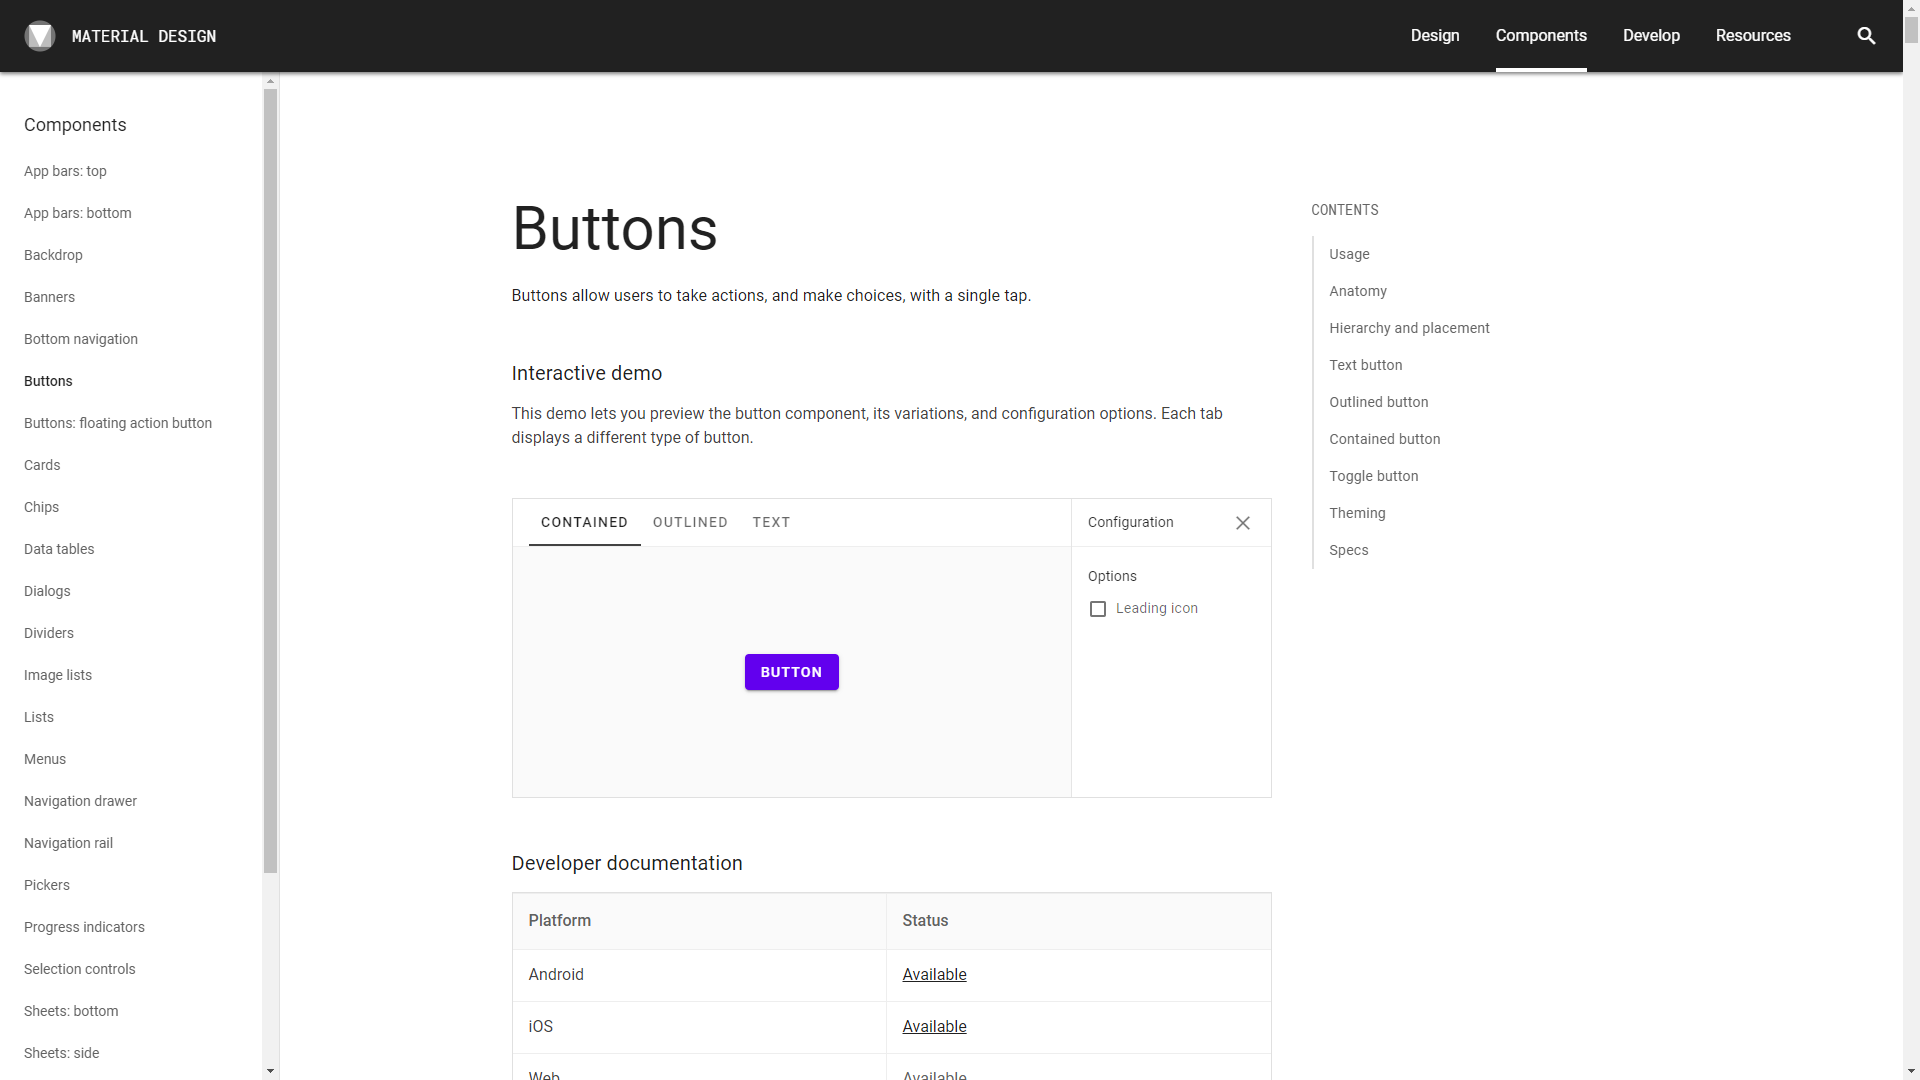 MATERIAL DESIGN
Design
Components
Develop
Resources
Components
App bars: top
App bars: bottom
Backdrop
Banners
Bottom navigation
Buttons
Buttons: floating action button
Cards
Chips
Data tables
Dialogs
Dividers
Image lists
Lists
Menus
Navigation drawer
Navigation rail
Pickers
Progress indicators
Selection controls
Sheets: bottom
Sheets: side
Buttons
Buttons allow users to take actions, and make choices, with a single tap.
Interactive demo
This demo lets you preview the button component, its variations, and configuration options. Each tab
displays a different type of button.
CONTAINED
OUTLINED
TEXT
Configuration
Options
Leading icon
BUTTON
Developer documentation
Platform
Status
Android
Available
iOS
Available
Web
Available
CONTENTS
Usage
Anatomy
Hierarchy and placement
Text button
Outlined button
Contained button
Toggle button
Theming
Specs